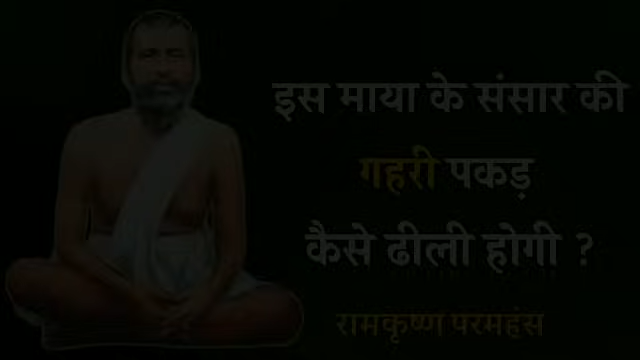 इस माया के संसार की
गहरी पकड़
कैसे ढीली होगी ?
रामकृष्ण परमहंस